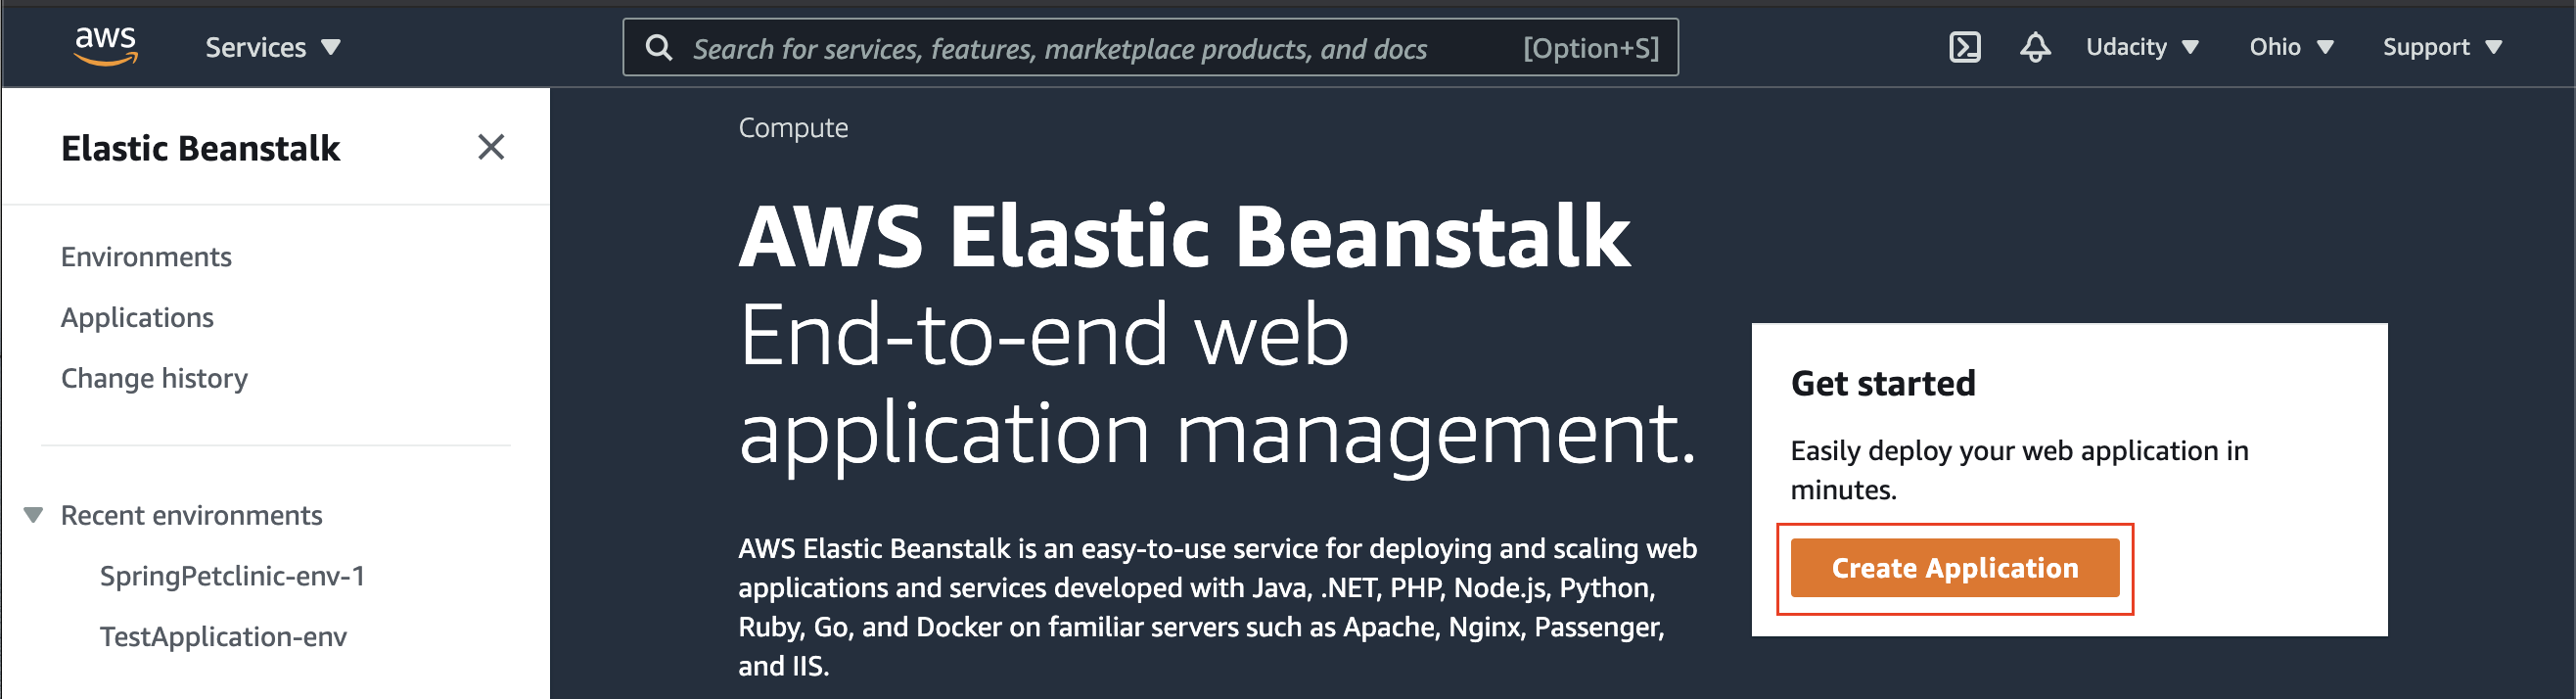 aws
Services
Search for services, features, marketplace products, and docs [Option+S]
Udacity
Ohio
Support
Elastic Beanstalk
Environments
Applications
Change history
Recent environments
SpringPetclinic-env-1
TestApplication-env
Compute
AWS Elastic Beanstalk
End-to-end web
application management.
AWS Elastic Beanstalk is an easy-to-use service for deploying and scaling web
applications and services developed with Java, .NET, PHP, Node.js, Python,
Ruby, Go, and Docker on familiar servers such as Apache, Nginx, Passenger,
and IIS.
Get started
Easily deploy your web application in
minutes.
Create Application